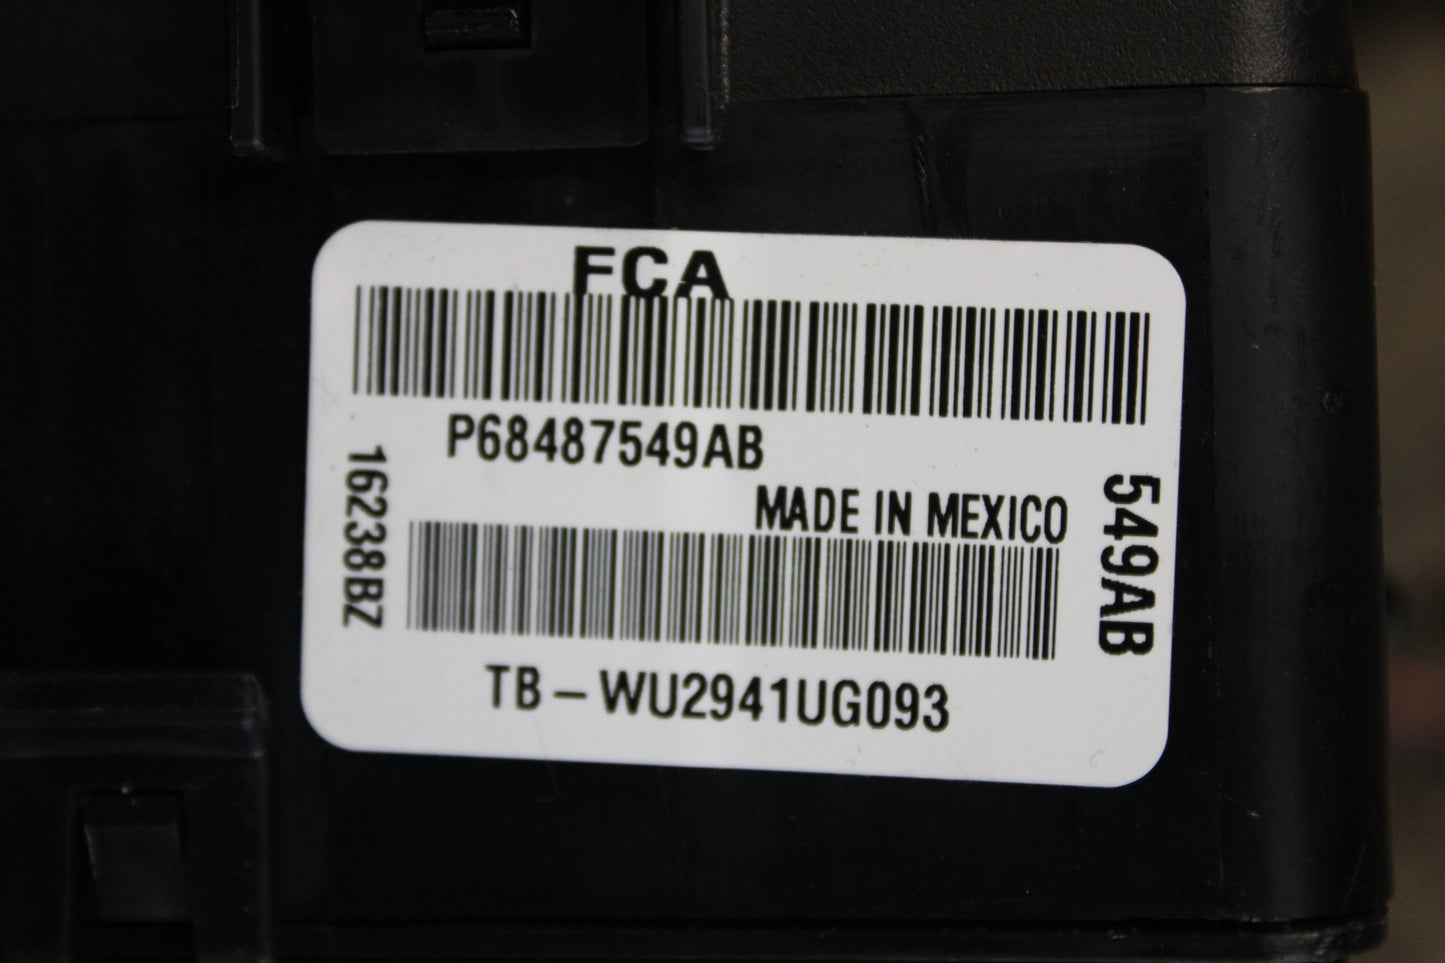 FCA
P68487549AB
MADE IN MEXICO
16238BZ
549AB
TB-WU2941UG093